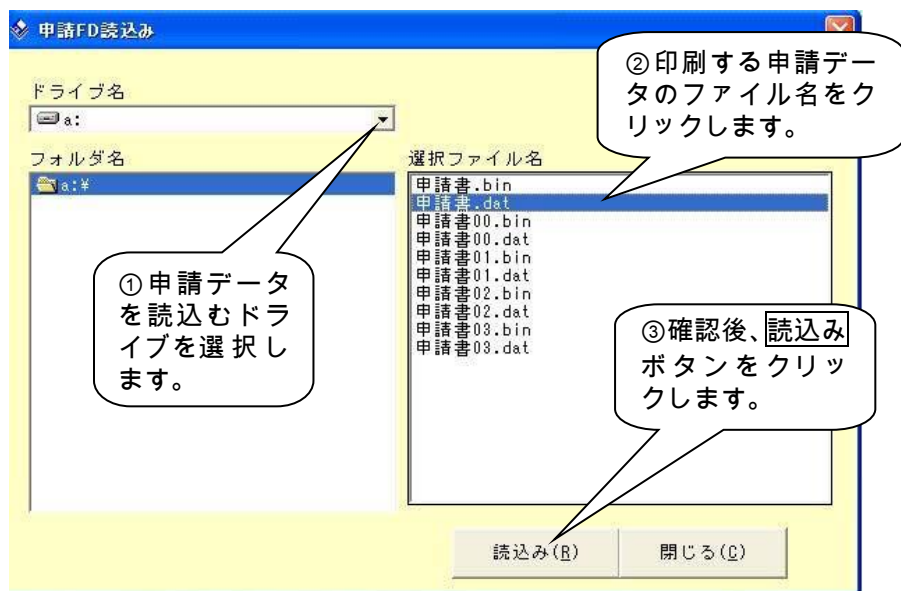 申請FD読込み
②印刷する申請デー
タのファイル名をク
リックします。
ドライブ名
a:
フォルダ名
選択ファイル名
a:¥
申請書.bin
申請書.dat
申請書00.bin
申請書00.dat
申請書01.bin
申請書01.dat
申請書02.bin
申請書02.dat
申請書03.bin
申請書03.dat
①申請データ
を読込むドラ
イブを選択し
ます。
③確認後、読込み
ボタンをクリッ
クします。
読込み(R)
閉じる(C)